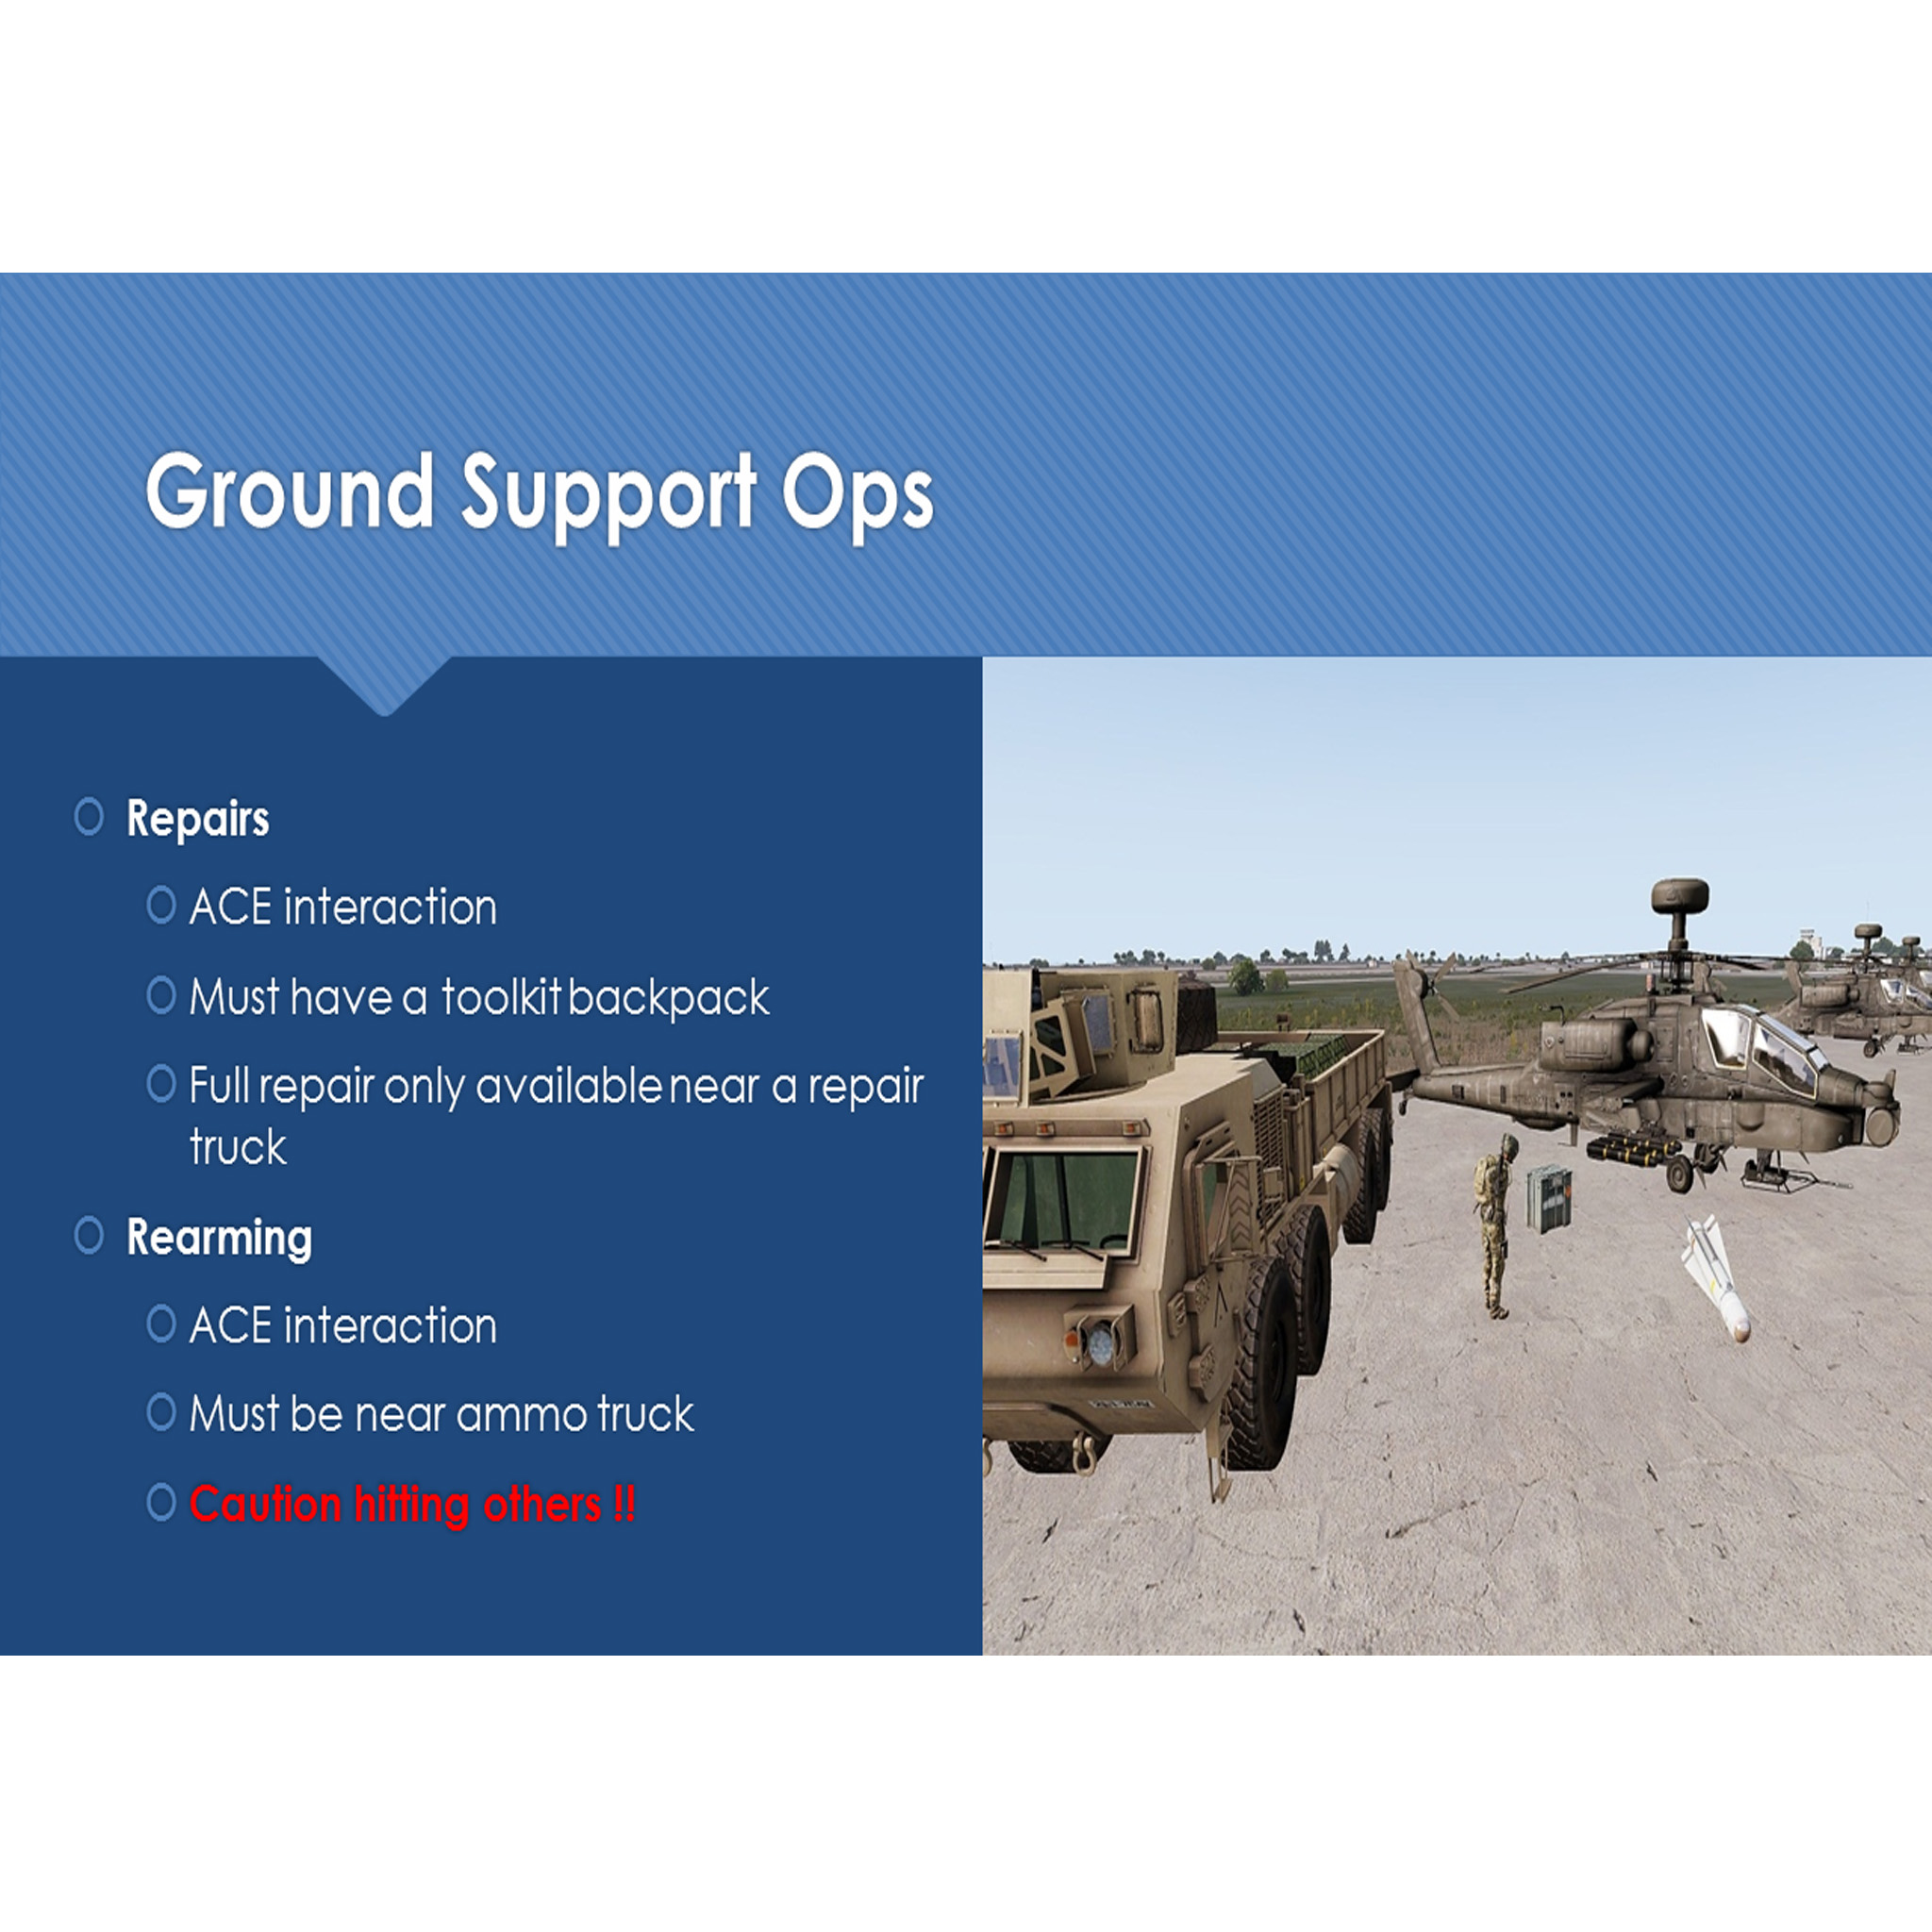 Ground Support Ops
Repairs
ACE interaction
Must have a toolkit backpack
Full repair only available near a repair
truck
Rearming
ACE interaction
Must be near ammo truck
Caution hitting others !!